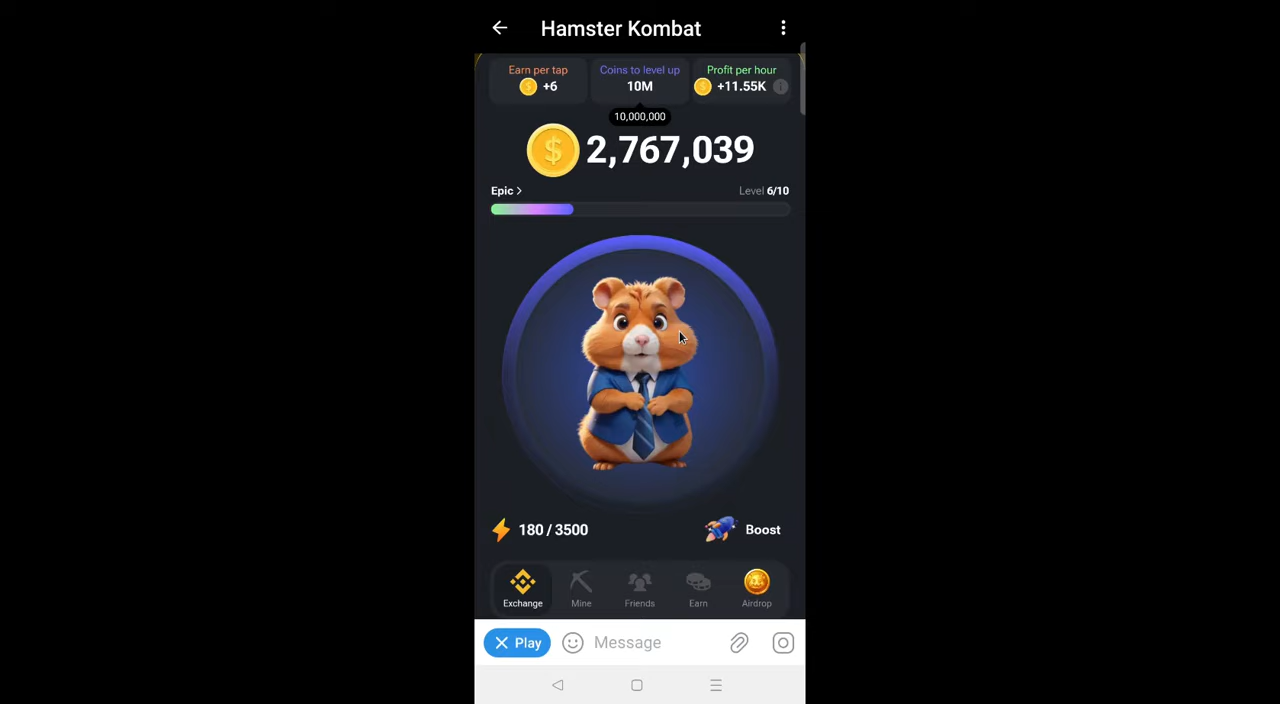 Hamster Kombat
Earn per tap
+6
Coins to level up
10M
Profit per hour
+11.55K
10,000,000
2,767,039
Epic >
Level 6/10
180 / 3500
Boost
Exchange
Mine
Friends
Earn
Airdrop
Play
Message